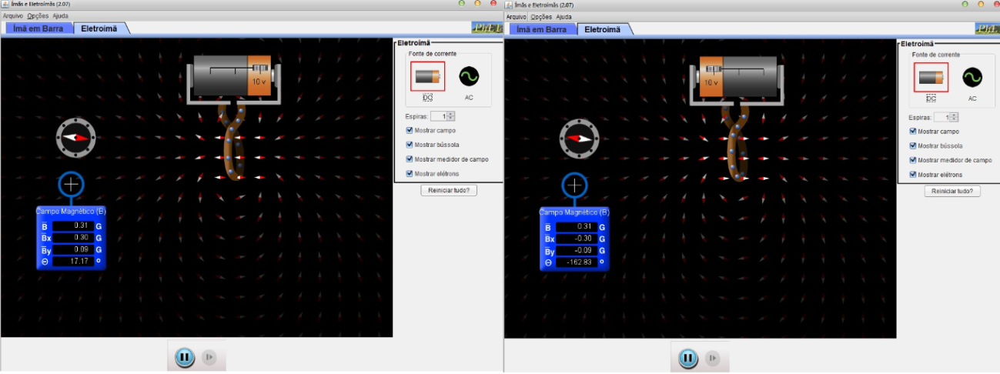 Ímãs e Eletroímãs (2.07)
Arquivo Opções Ajuda
Ímã em Barra Eletroímã
PhET
10 v
Eletroímã
Fonte de corrente
DC AC
Espiras: 1
Mostrar campo
Mostrar bússola
Mostrar medidor de campo
Mostrar elétrons
Reiniciar tudo?
Campo Magnético (B)
B 0.31 G
Bx 0.30 G
By 0.09 G
Θ 17.17 º
Ímãs e Eletroímãs (2.07)
Arquivo Opções Ajuda
Ímã em Barra Eletroímã
PhET
10 v
Eletroímã
Fonte de corrente
DC AC
Espiras: 1
Mostrar campo
Mostrar bússola
Mostrar medidor de campo
Mostrar elétrons
Reiniciar tudo?
Campo Magnético (B)
B 0.31 G
Bx -0.30 G
By -0.09 G
Θ -162.83 º